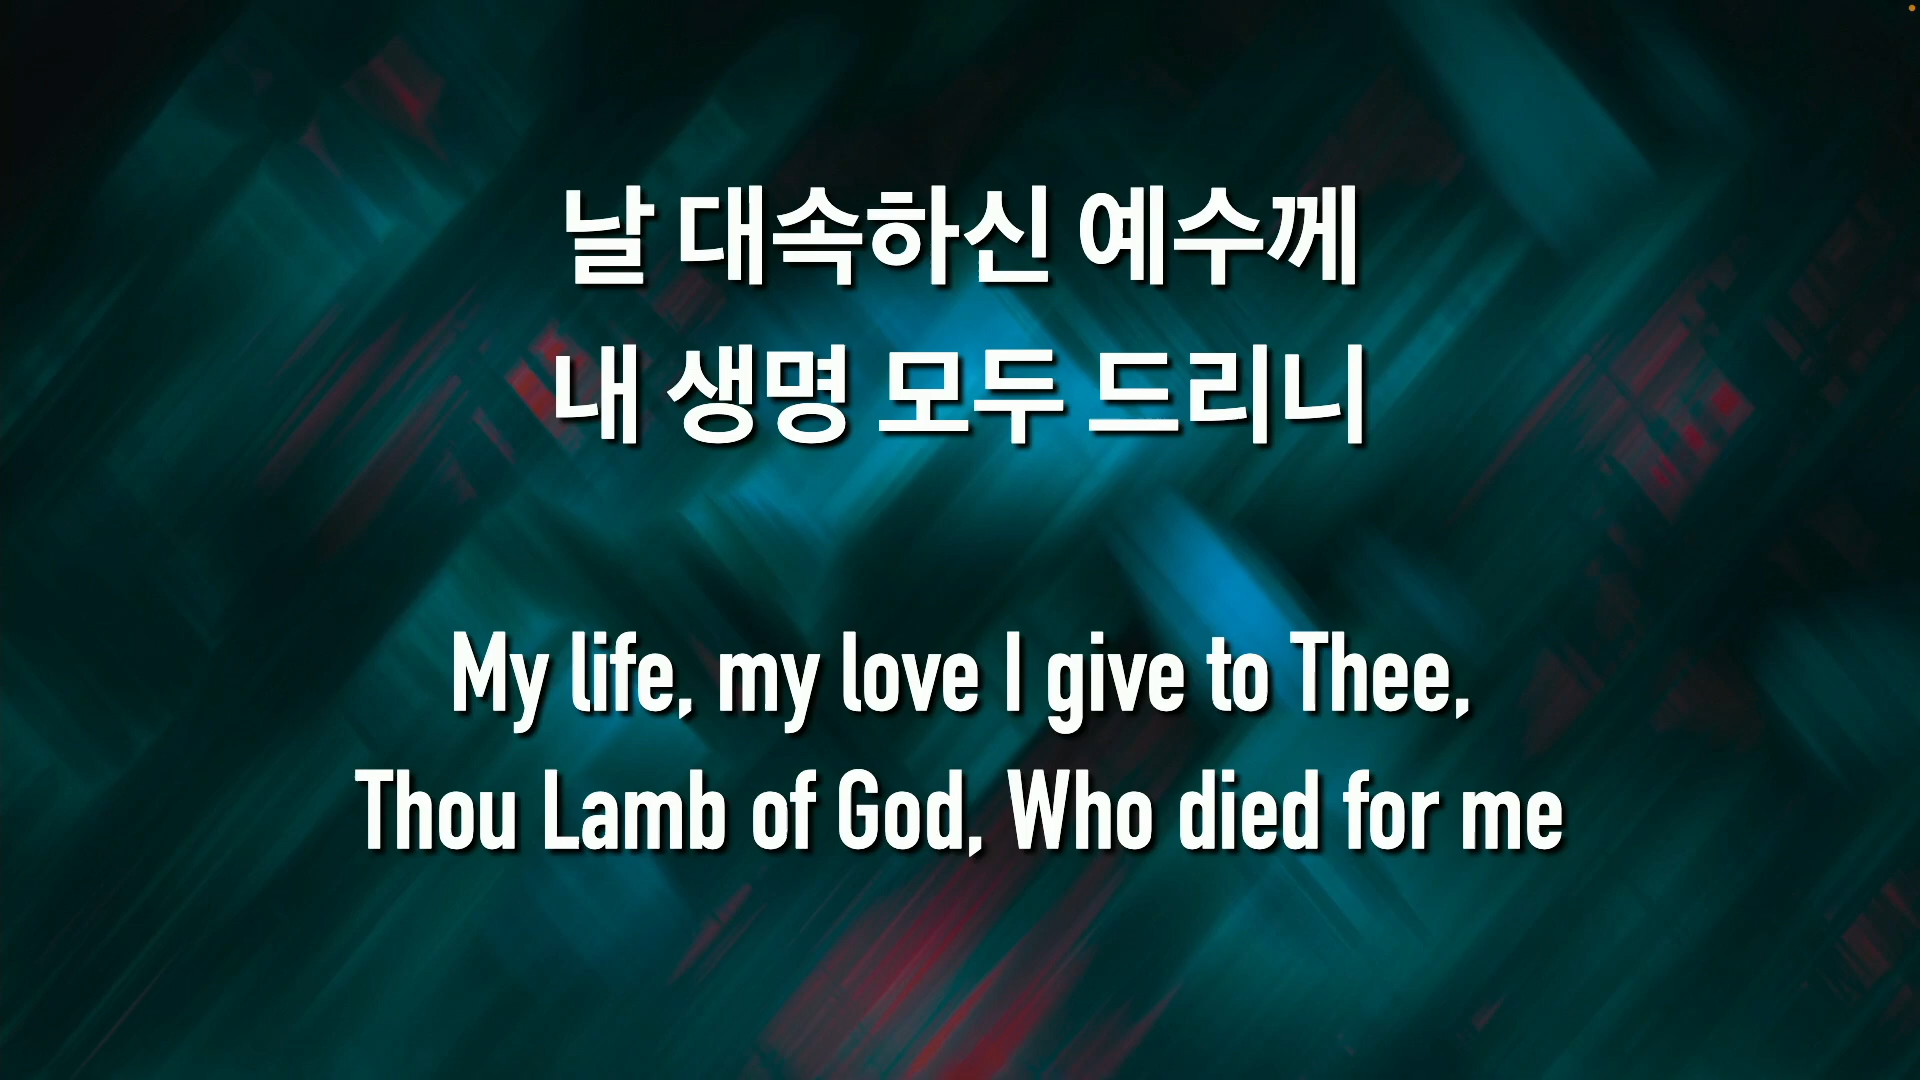 날 대속하신 예수께
내 생명 모두 드리니
My life, my love I give to Thee,
Thou Lamb of God, Who died for me